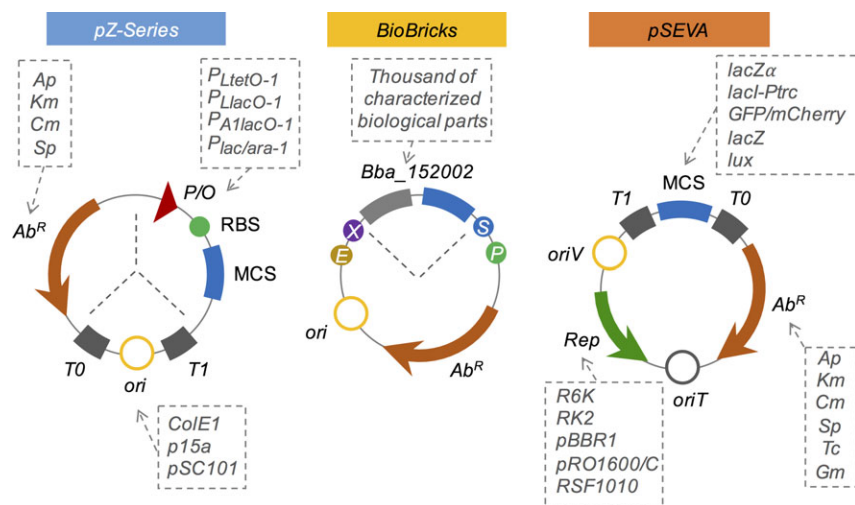 pZ-Series
BioBricks
pSEVA
Ap
Km
Cm
Sp
PLtetO-1
PLlacO-1
PA1lacO-1
Plac/ara-1
P/O
RBS
MCS
AbR
T0
ori
T1
ColE1
p15a
pSC101
Thousand of
characterized
biological parts
Bba_152002
X
E
S
P
ori
AbR
lacZα
lacI-Ptrc
GFP/mCherry
lacZ
lux
MCS
T1
T0
oriV
Rep
oriT
AbR
R6K
RK2
pBBR1
pRO1600/C
RSF1010
Ap
Km
Cm
Sp
Tc
Gm